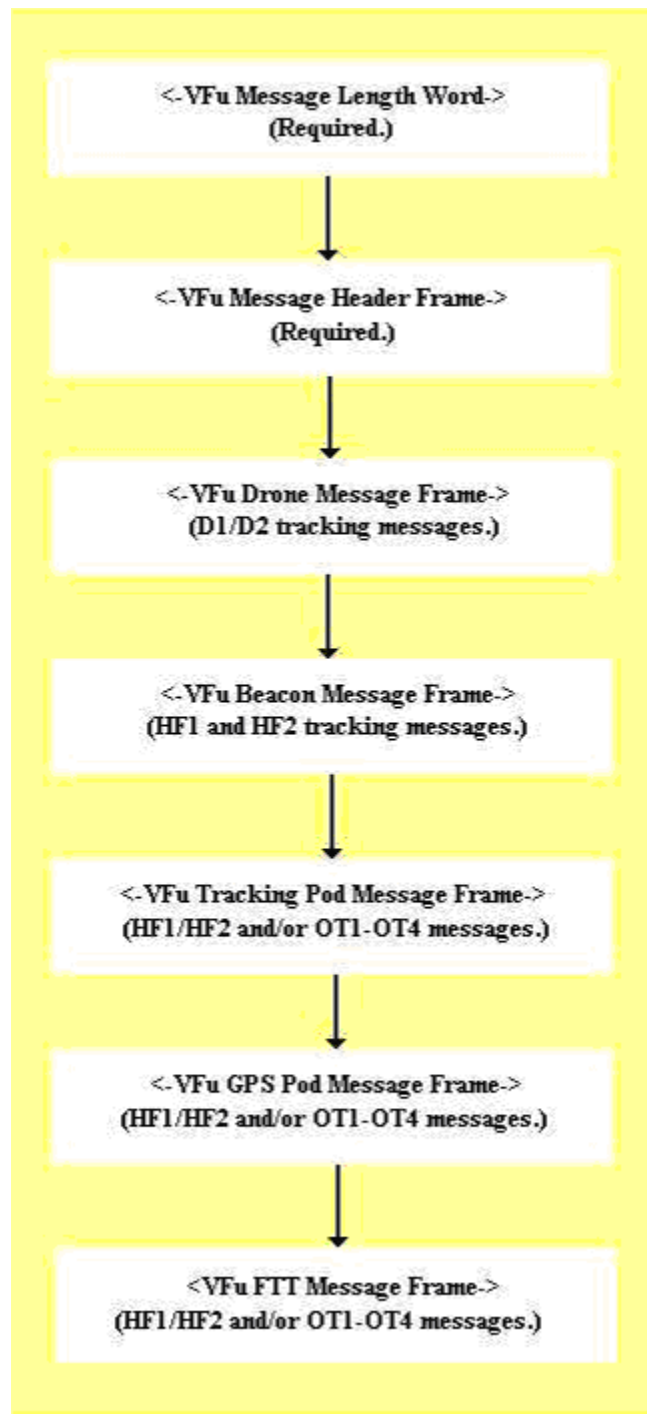 <-VFu Message Length Word->
(Required.)
<-VFu Message Header Frame->
(Required.)
<-VFu Drone Message Frame->
(D1/D2 tracking messages.)
<-VFu Beacon Message Frame->
(HF1 and HF2 tracking messages.)
<-VFu Tracking Pod Message Frame->
(HF1/HF2 and/or OT1-OT4 messages.)
<-VFu GPS Pod Message Frame->
(HF1/HF2 and/or OT1-OT4 messages.)
<VFu FTT Message Frame->
(HF1/HF2 and/or OT1-OT4 messages.)